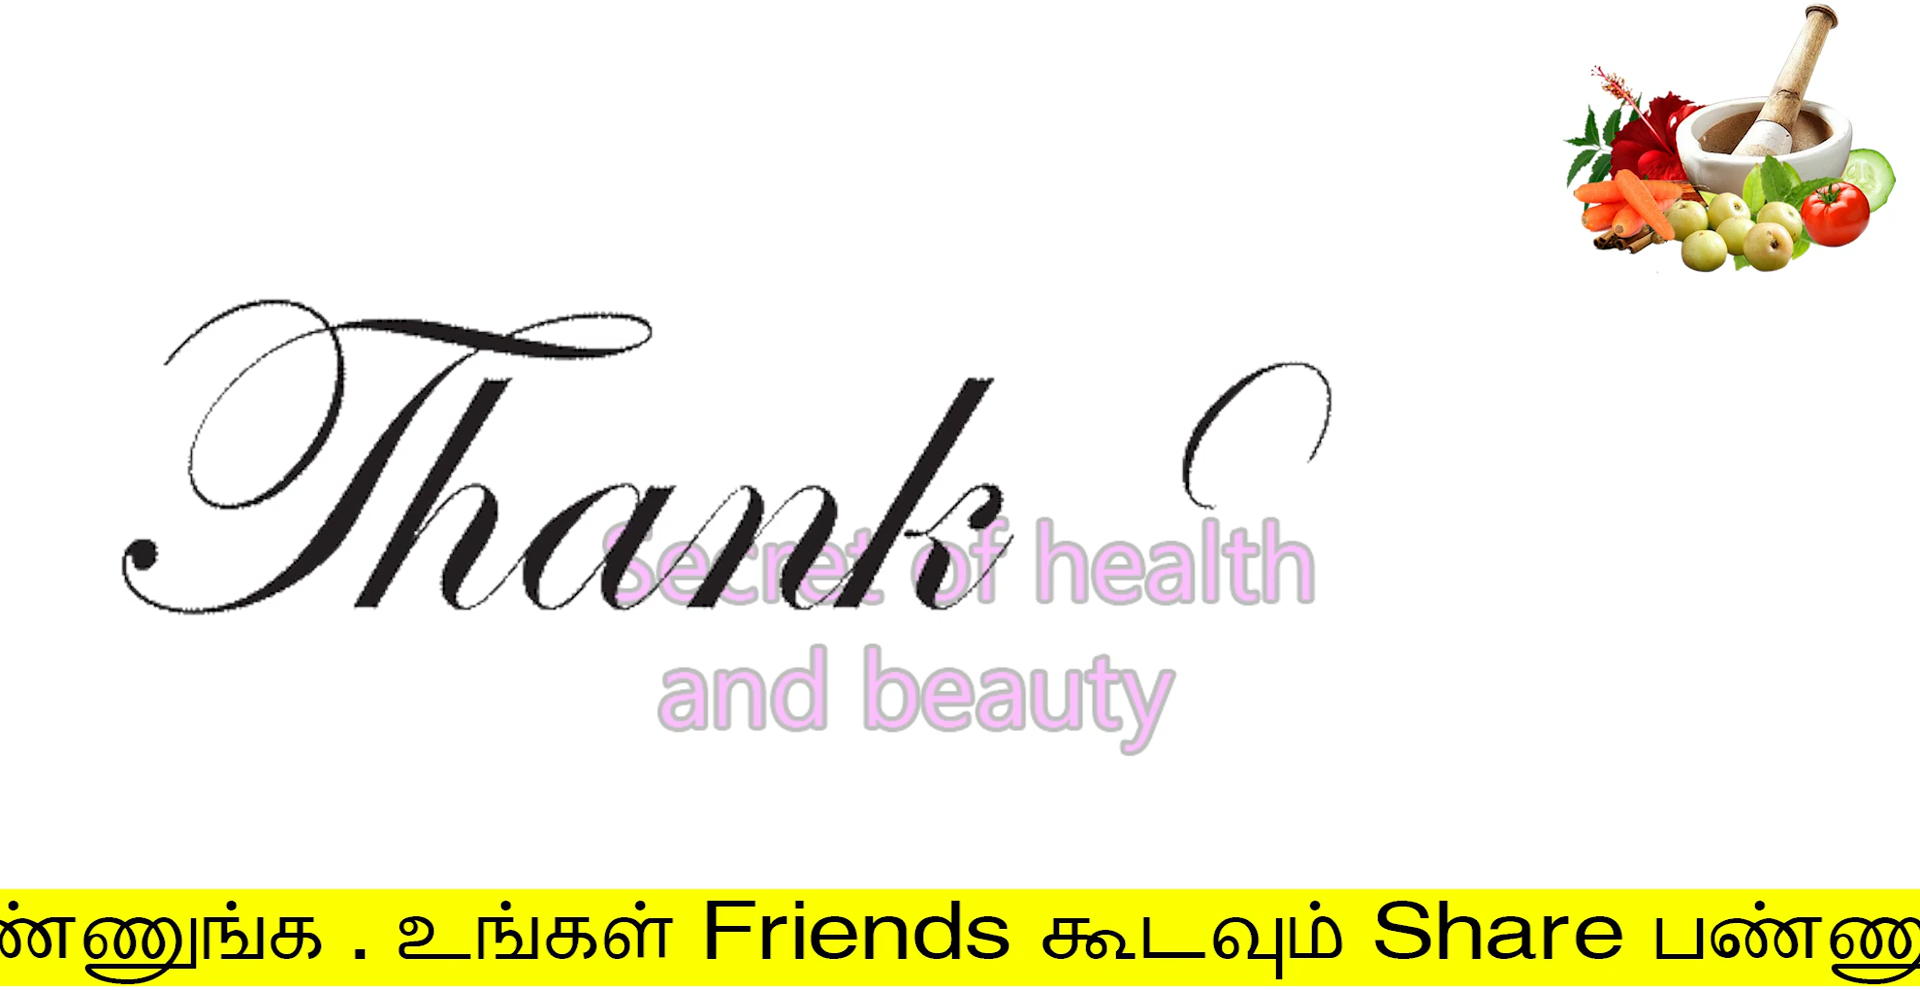 Thank
Secret of health
and beauty
ண்ணுங்க . உங்கள் Friends கூடவும் Share பண்ணு